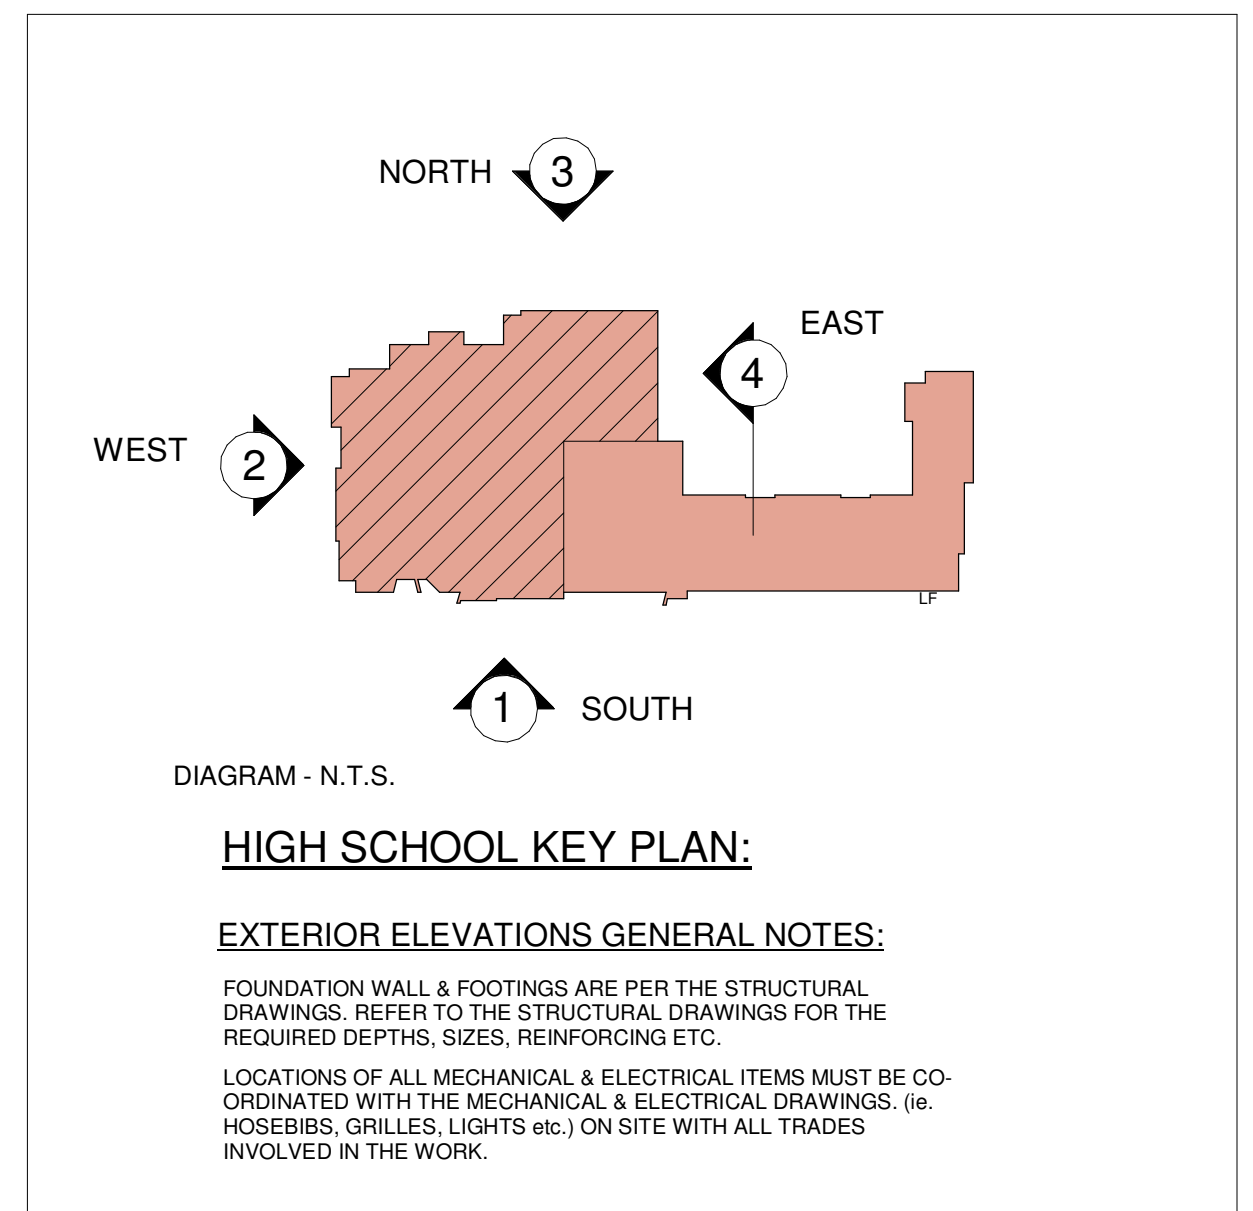 NORTH 3
EAST
4
WEST 2
LF
1 SOUTH
DIAGRAM - N.T.S.
HIGH SCHOOL KEY PLAN:
EXTERIOR ELEVATIONS GENERAL NOTES:
FOUNDATION WALL & FOOTINGS ARE PER THE STRUCTURAL
DRAWINGS. REFER TO THE STRUCTURAL DRAWINGS FOR THE
REQUIRED DEPTHS, SIZES, REINFORCING ETC.
LOCATIONS OF ALL MECHANICAL & ELECTRICAL ITEMS MUST BE CO-
ORDINATED WITH THE MECHANICAL & ELECTRICAL DRAWINGS. (ie.
HOSEBIBS, GRILLES, LIGHTS etc.) ON SITE WITH ALL TRADES
INVOLVED IN THE WORK.